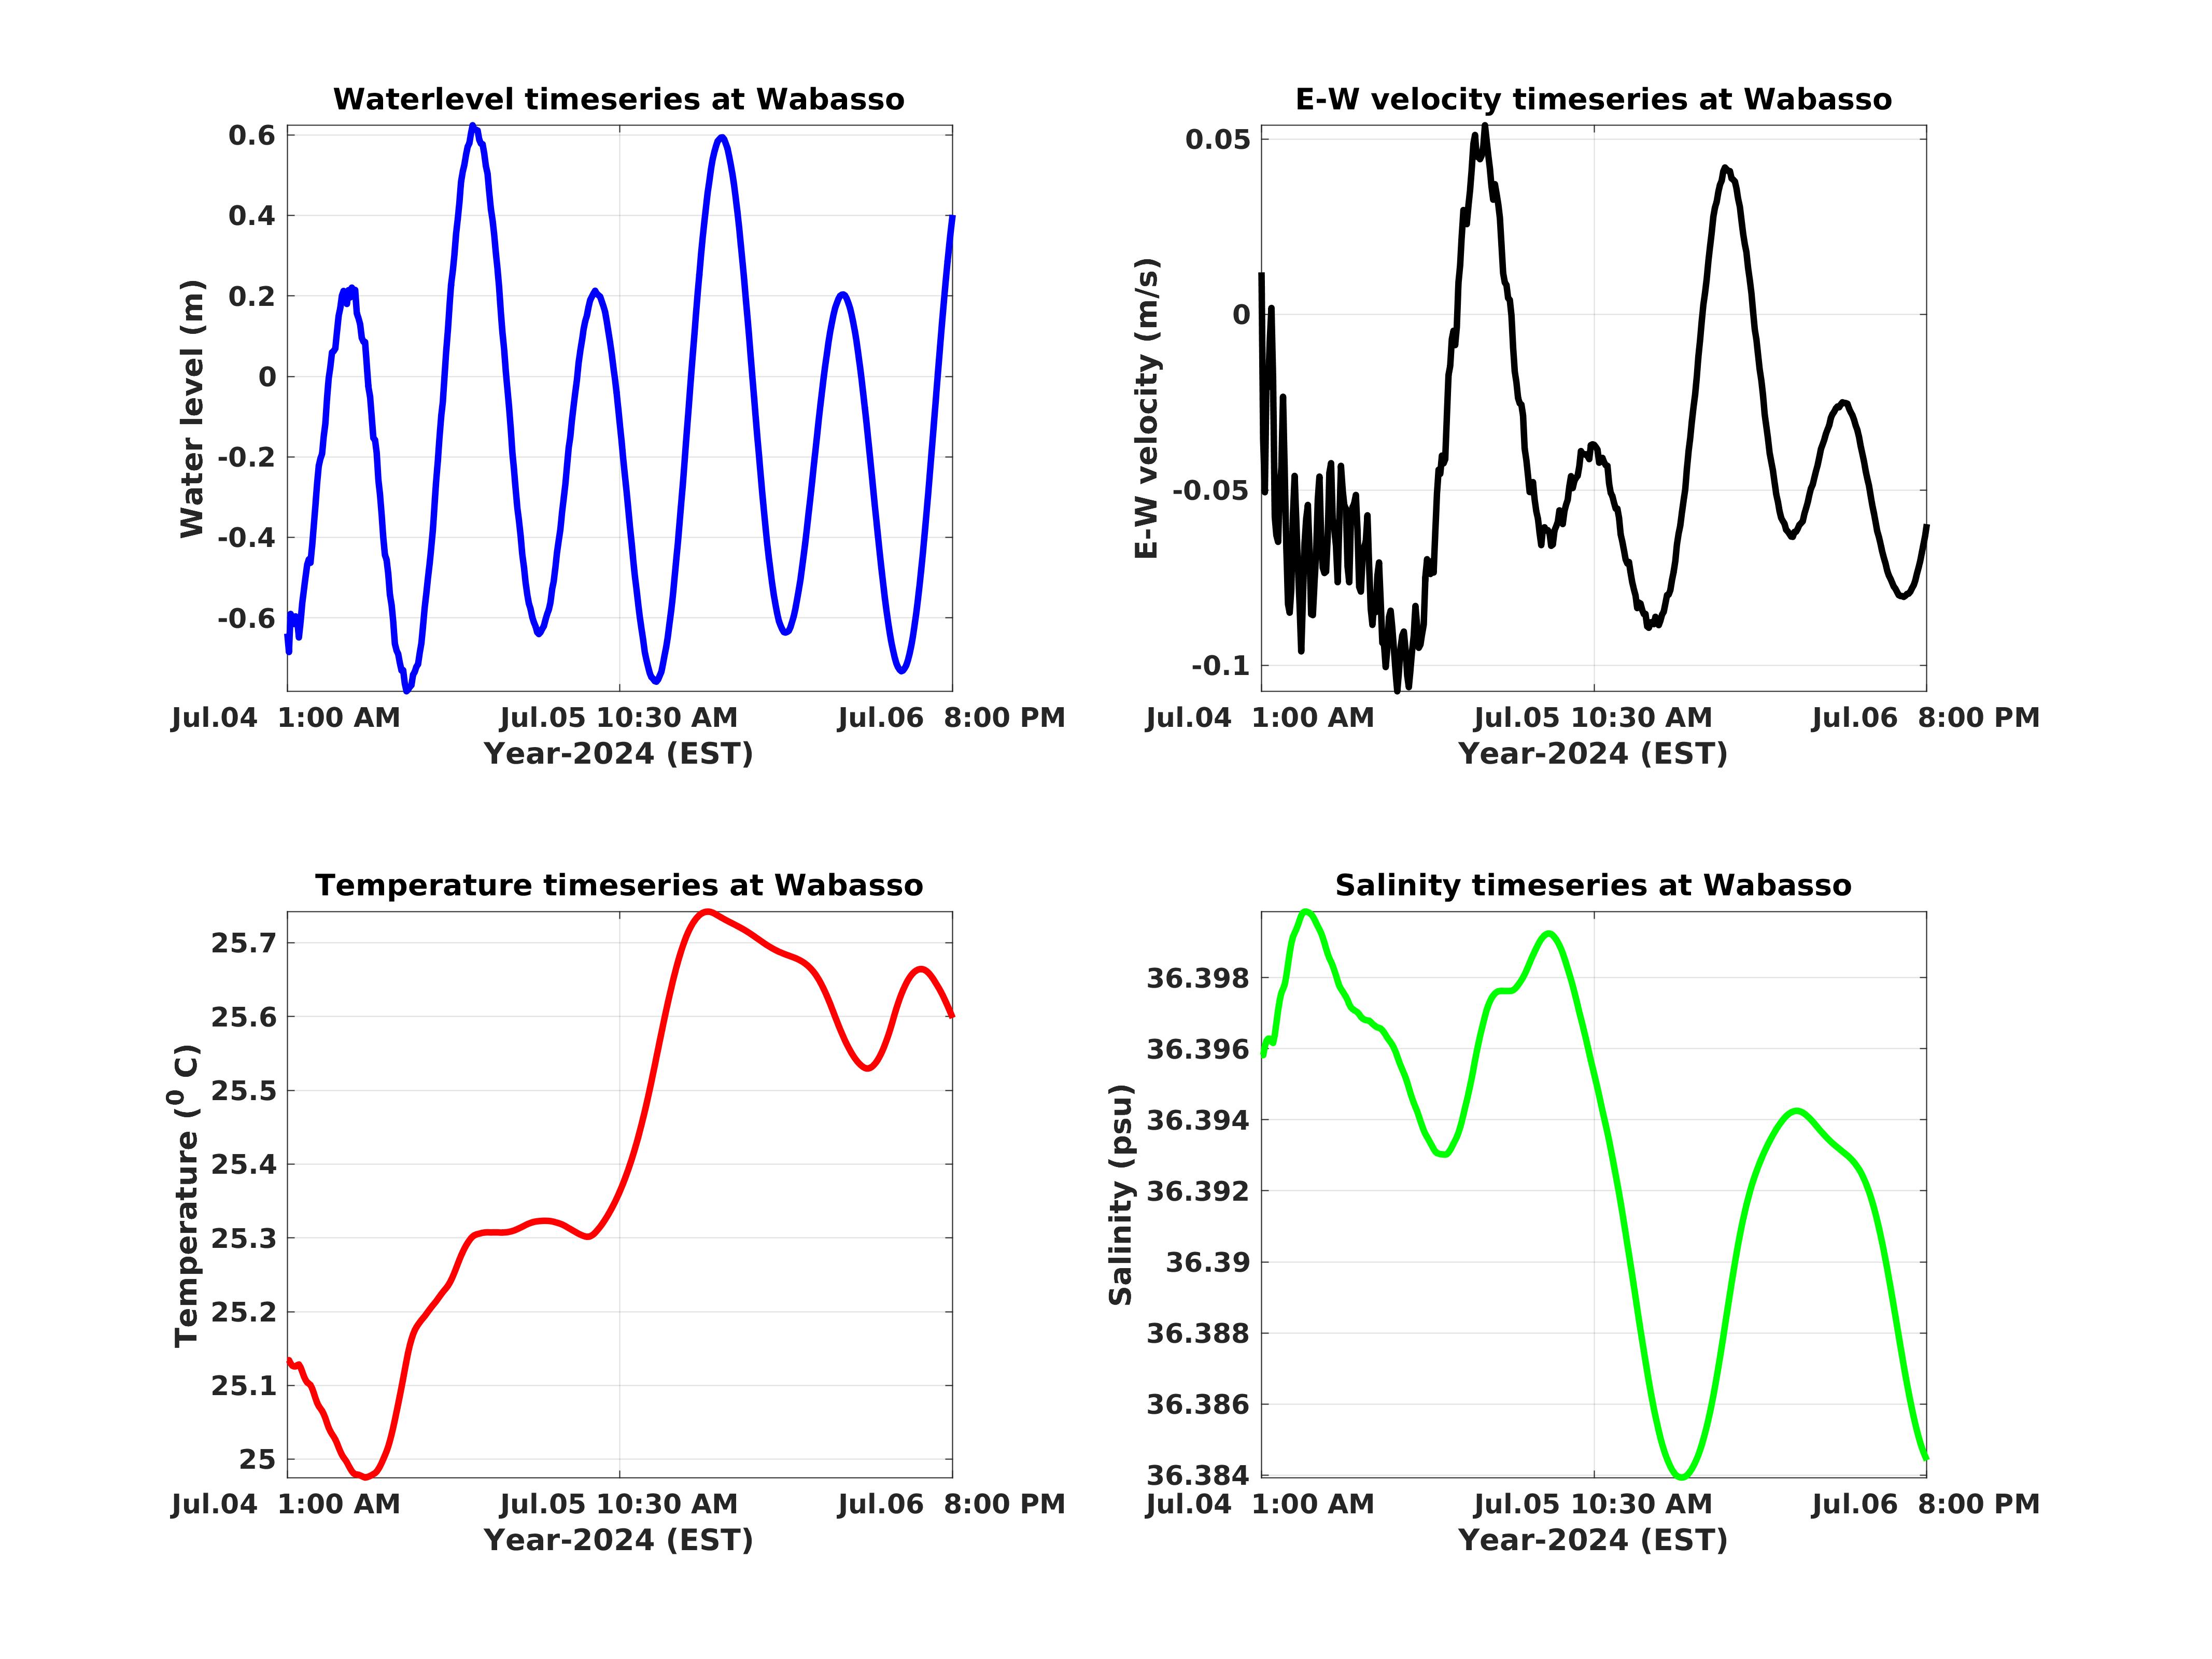 Waterlevel timeseries at Wabasso
0.6
0.4
0.2
0
-0.2
-0.4
-0.6
Water level (m)
Jul.04 1:00 AM
Jul.05 10:30 AM
Jul.06 8:00 PM
Year-2024 (EST)
E-W velocity timeseries at Wabasso
0.05
0
-0.05
-0.1
E-W velocity (m/s)
Jul.04 1:00 AM
Jul.05 10:30 AM
Jul.06 8:00 PM
Year-2024 (EST)
Temperature timeseries at Wabasso
25.7
25.6
25.5
25.4
25.3
25.2
25.1
25
Temperature (⁰ C)
Jul.04 1:00 AM
Jul.05 10:30 AM
Jul.06 8:00 PM
Year-2024 (EST)
Salinity timeseries at Wabasso
36.398
36.396
36.394
36.392
36.39
36.388
36.386
36.384
Salinity (psu)
Jul.04 1:00 AM
Jul.05 10:30 AM
Jul.06 8:00 PM
Year-2024 (EST)